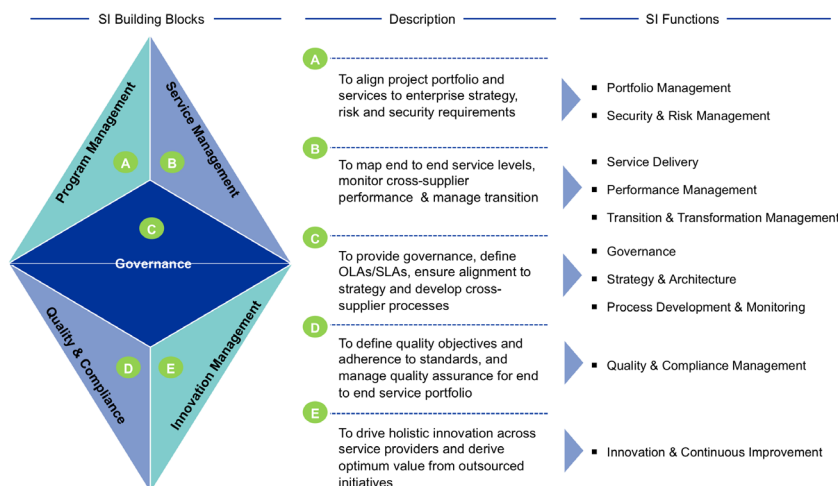 SI Building Blocks
Description
SI Functions
Program Management
Service Management
A
B
C
Governance
Quality & Compliance
Innovation Management
D
E
A
To align project portfolio and
services to enterprise strategy,
risk and security requirements
▪ Portfolio Management
▪ Security & Risk Management
B
To map end to end service levels,
monitor cross-supplier
performance & manage transition
▪ Service Delivery
▪ Performance Management
▪ Transition & Transformation Management
C
To provide governance, define
OLAs/SLAs, ensure alignment to
strategy and develop cross-
supplier processes
▪ Governance
▪ Strategy & Architecture
▪ Process Development & Monitoring
D
To define quality objectives and
adherence to standards, and
manage quality assurance for end
to end service portfolio
▪ Quality & Compliance Management
E
To drive holistic innovation across
service providers and derive
optimum value from outsourced
initiatives
▪ Innovation & Continuous Improvement